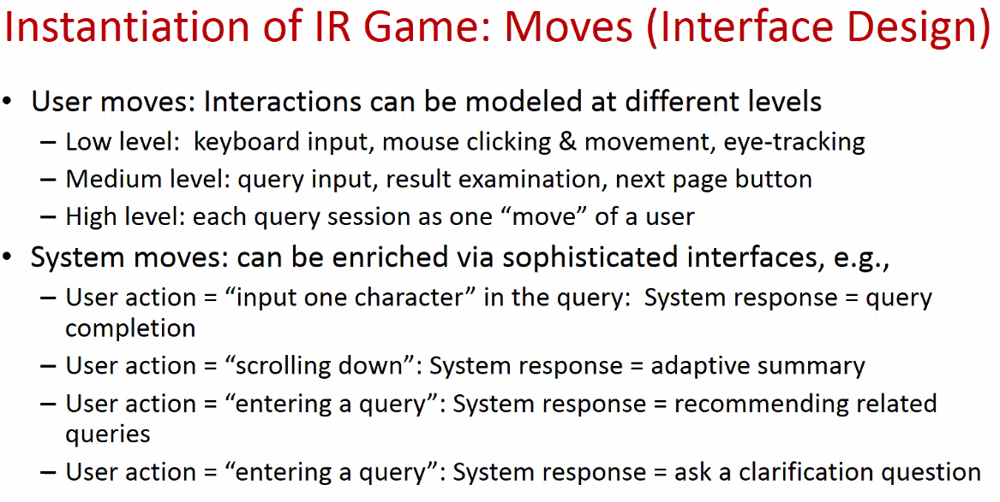 Instantiation of IR Game: Moves (Interface Design)
• User moves: Interactions can be modeled at different levels
– Low level:  keyboard input, mouse clicking & movement, eye-tracking
– Medium level: query input, result examination, next page button
– High level: each query session as one “move” of a user
• System moves: can be enriched via sophisticated interfaces, e.g.,
– User action = “input one character” in the query:  System response = query
completion
– User action = “scrolling down”: System response = adaptive summary
– User action = “entering a query”: System response = recommending related
queries
– User action = “entering a query”: System response = ask a clarification question